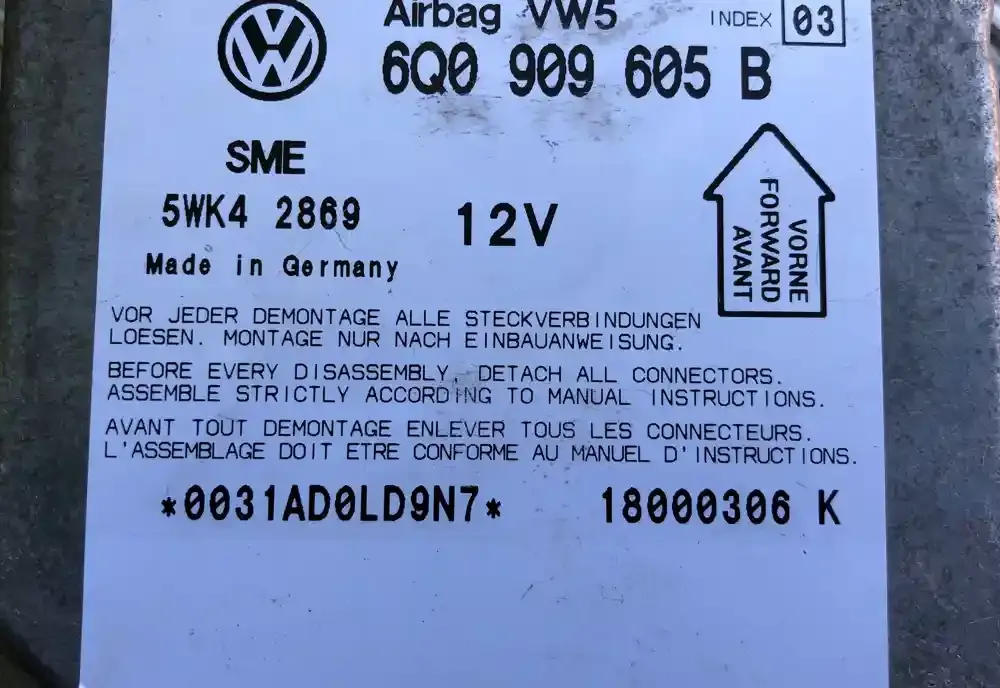 Airbag VW5 INDEX 03
6Q0 909 605 B
SME
5WK4 2869 12V
Made in Germany
VORNE
FORWARD
AVANT
VOR JEDER DEMONTAGE ALLE STECKVERBINDUNGEN
LOESEN. MONTAGE NUR NACH EINBAUANWEISUNG.
BEFORE EVERY DISASSEMBLY, DETACH ALL CONNECTORS.
ASSEMBLE STRICTLY ACCORDING TO MANUAL INSTRUCTIONS.
AVANT TOUT DEMONTAGE ENLEVER TOUS LES CONNECTEURS.
L'ASSEMBLAGE DOIT ETRE CONFORME AU MANUEL D'INSTRUCTIONS.
*0031AD0LD9N7* 18000306 K